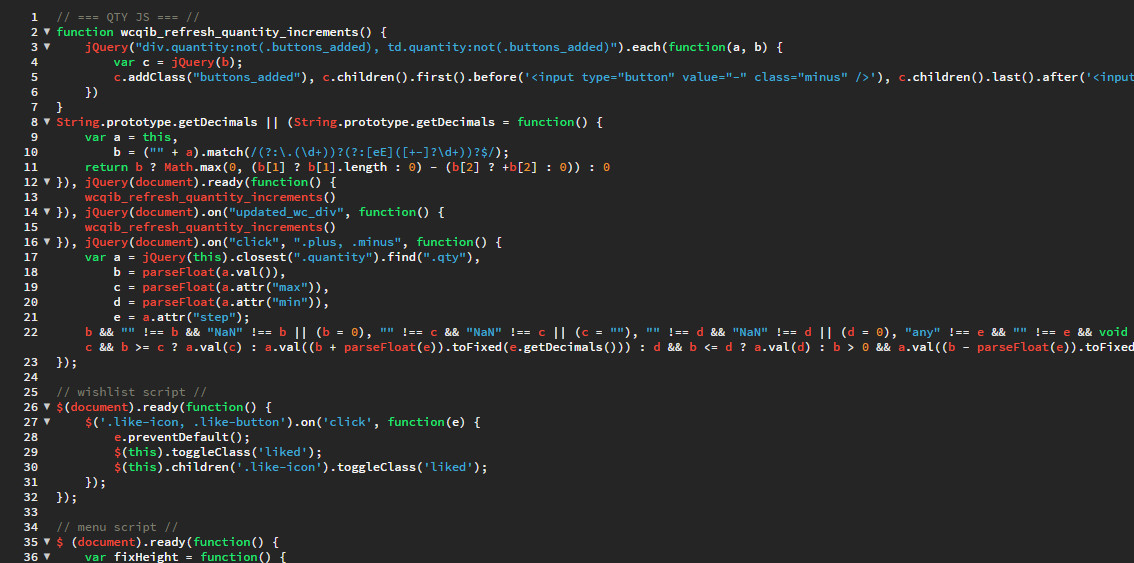 1 // === QTY JS === //
2 ▼ function wcqib_refresh_quantity_increments() {
3 ▼ jQuery("div.quantity:not(.buttons_added), td.quantity:not(.buttons_added)").each(function(a, b) {
4 var c = jQuery(b);
5 c.addClass("buttons_added"), c.children().first().before('<input type="button" value="-" class="minus" />'), c.children().last().after('<input
6 })
7 }
8 ▼ String.prototype.getDecimals || (String.prototype.getDecimals = function() {
9 var a = this,
10 b = ("" + a).match(/(?:\.(\d+))?(?:[eE]([+-]?\d+))?$/);
11 return b ? Math.max(0, (b[1] ? b[1].length : 0) - (b[2] ? +b[2] : 0)) : 0
12 ▼ }), jQuery(document).ready(function() {
13 wcqib_refresh_quantity_increments()
14 ▼ }), jQuery(document).on("updated_wc_div", function() {
15 wcqib_refresh_quantity_increments()
16 ▼ }), jQuery(document).on("click", ".plus, .minus", function() {
17 var a = jQuery(this).closest(".quantity").find(".qty"),
18 b = parseFloat(a.val()),
19 c = parseFloat(a.attr("max")),
20 d = parseFloat(a.attr("min")),
21 e = a.attr("step");
22 b && "" !== b && "NaN" !== b || (b = 0), "" !== c && "NaN" !== c || (c = ""), "" !== d && "NaN" !== d || (d = 0), "any" !== e && "" !== e && void
c && b >= c ? a.val(c) : a.val((b + parseFloat(e)).toFixed(e.getDecimals())) : d && b <= d ? a.val(d) : b > 0 && a.val((b - parseFloat(e)).toFixed
23 });
24
25 // wishlist script //
26 ▼ $(document).ready(function() {
27 ▼ $('.like-icon, .like-button').on('click', function(e) {
28 e.preventDefault();
29 $(this).toggleClass('liked');
30 $(this).children('.like-icon').toggleClass('liked');
31 });
32 });
33
34 // menu script //
35 ▼ $ (document).ready(function() {
36 ▼ var fixHeight = function() {